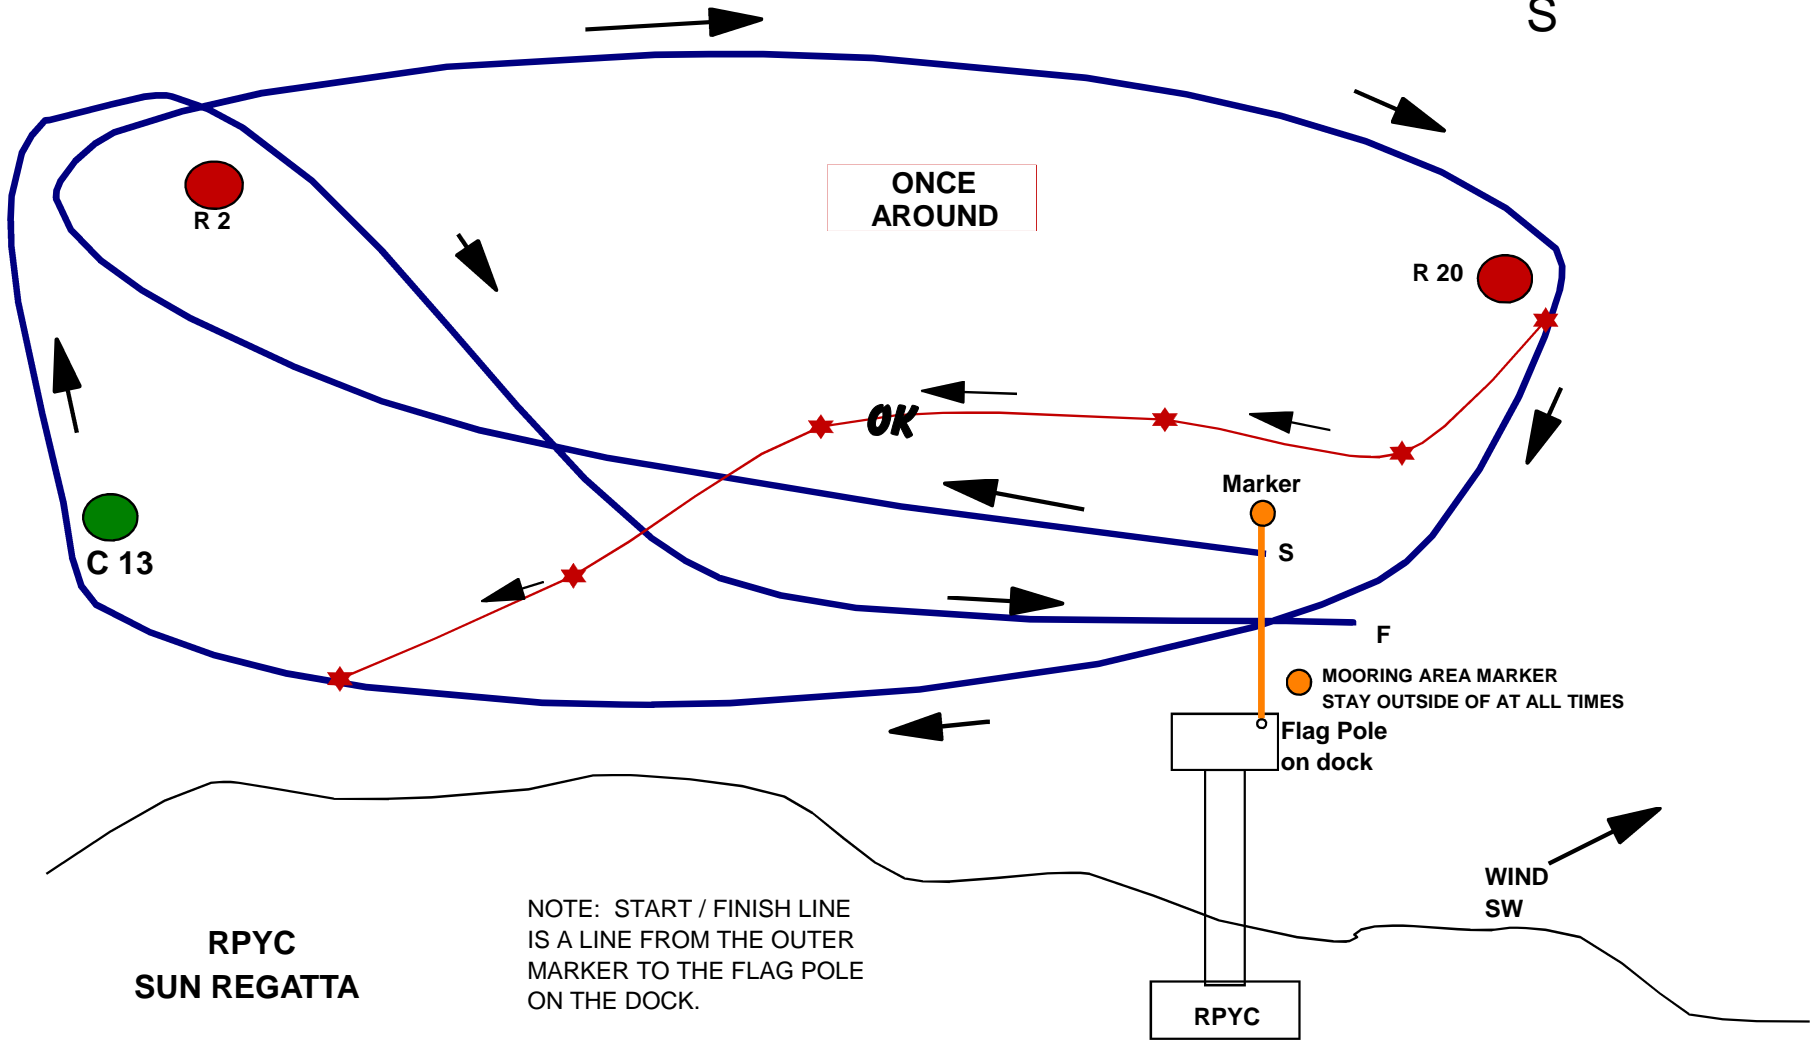 S
ONCE
AROUND
R 2
R 20
OK
Marker
S
C 13
F
MOORING AREA MARKER
STAY OUTSIDE OF AT ALL TIMES
Flag Pole
on dock
WIND
SW
NOTE:  START / FINISH LINE
IS A LINE FROM THE OUTER
MARKER TO THE FLAG POLE
ON THE DOCK.
RPYC
SUN REGATTA
RPYC